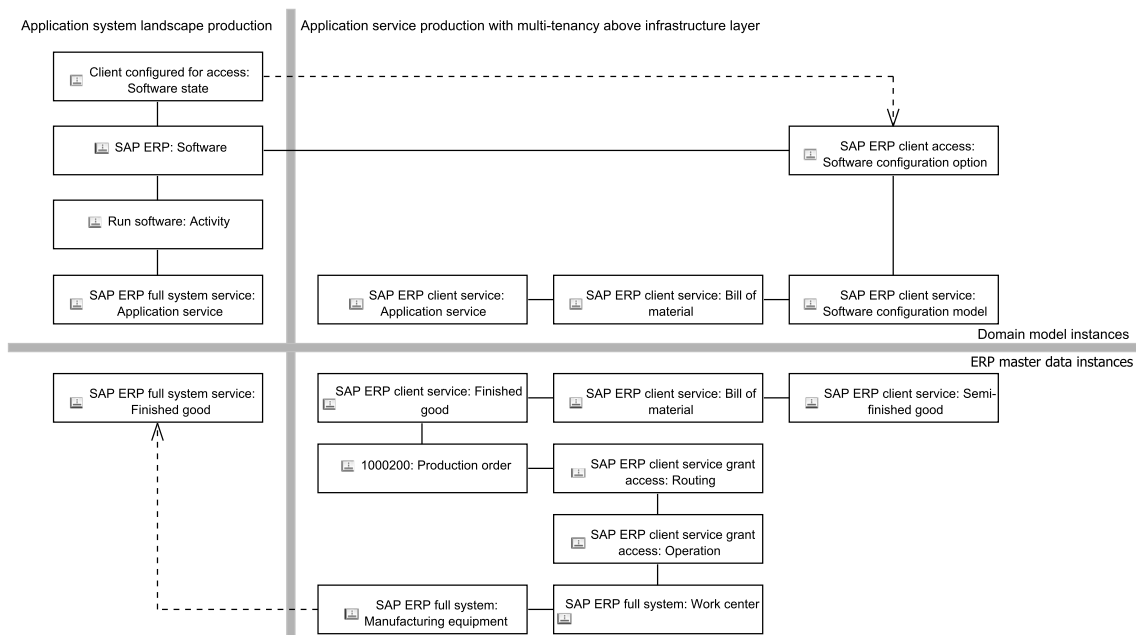 Application system landscape production
Application service production with multi-tenancy above infrastructure layer
Client configured for access:
Software state
SAP ERP: Software
SAP ERP client access:
Software configuration option
Run software: Activity
SAP ERP full system service:
Application service
SAP ERP client service:
Application service
SAP ERP client service: Bill of
material
SAP ERP client service:
Software configuration model
Domain model instances
ERP master data instances
SAP ERP full system service:
Finished good
SAP ERP client service: Finished
good
SAP ERP client service: Bill of
material
SAP ERP client service: Semi-
finished good
1000200: Production order
SAP ERP client service grant
access: Routing
SAP ERP client service grant
access: Operation
SAP ERP full system:
Manufacturing equipment
SAP ERP full system: Work center